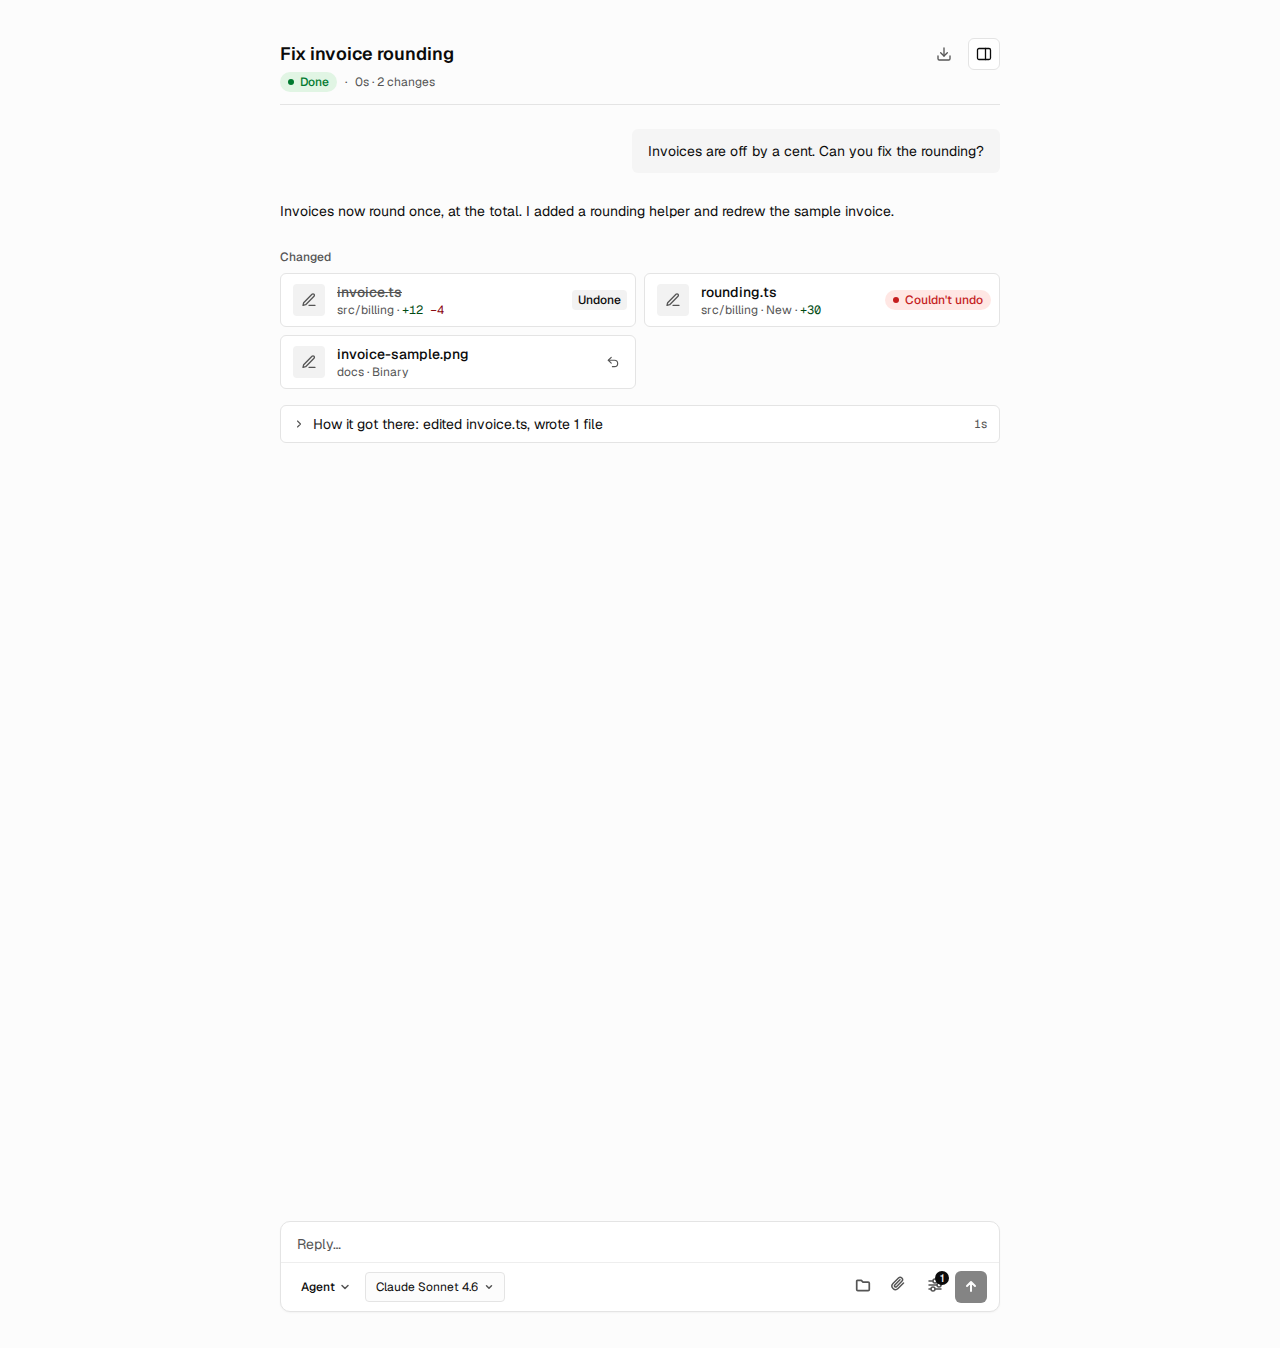 Fix invoice rounding
Done · 0s · 2 changes
Invoices are off by a cent. Can you fix the rounding?
Invoices now round once, at the total. I added a rounding helper and redrew the sample invoice.
Changed
invoice.ts
src/billing · +12 −4
Undone
rounding.ts
src/billing · New · +30
Couldn't undo
invoice-sample.png
docs · Binary
How it got there: edited invoice.ts, wrote 1 file
1s
Reply…
Agent
Claude Sonnet 4.6
1